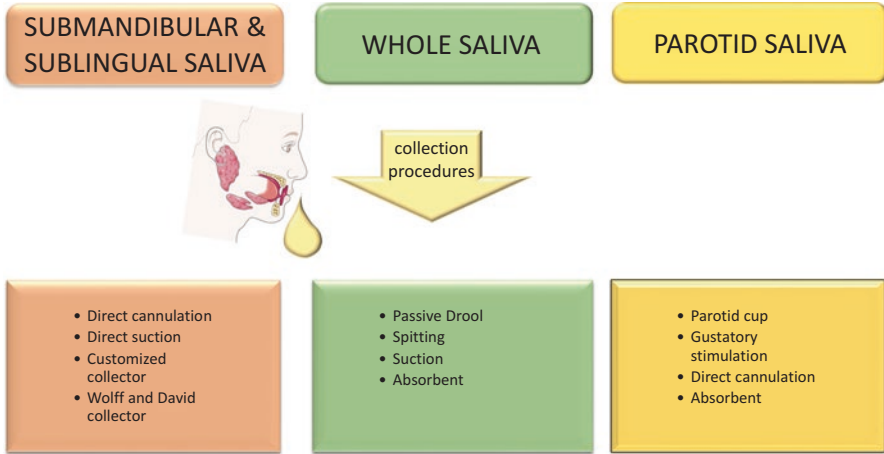 SUBMANDIBULAR &
SUBLINGUAL SALIVA
WHOLE SALIVA
PAROTID SALIVA
collection
procedures
• Direct cannulation
• Direct suction
• Customized
collector
• Wolff and David
collector
• Passive Drool
• Spitting
• Suction
• Absorbent
• Parotid cup
• Gustatory
stimulation
• Direct cannulation
• Absorbent